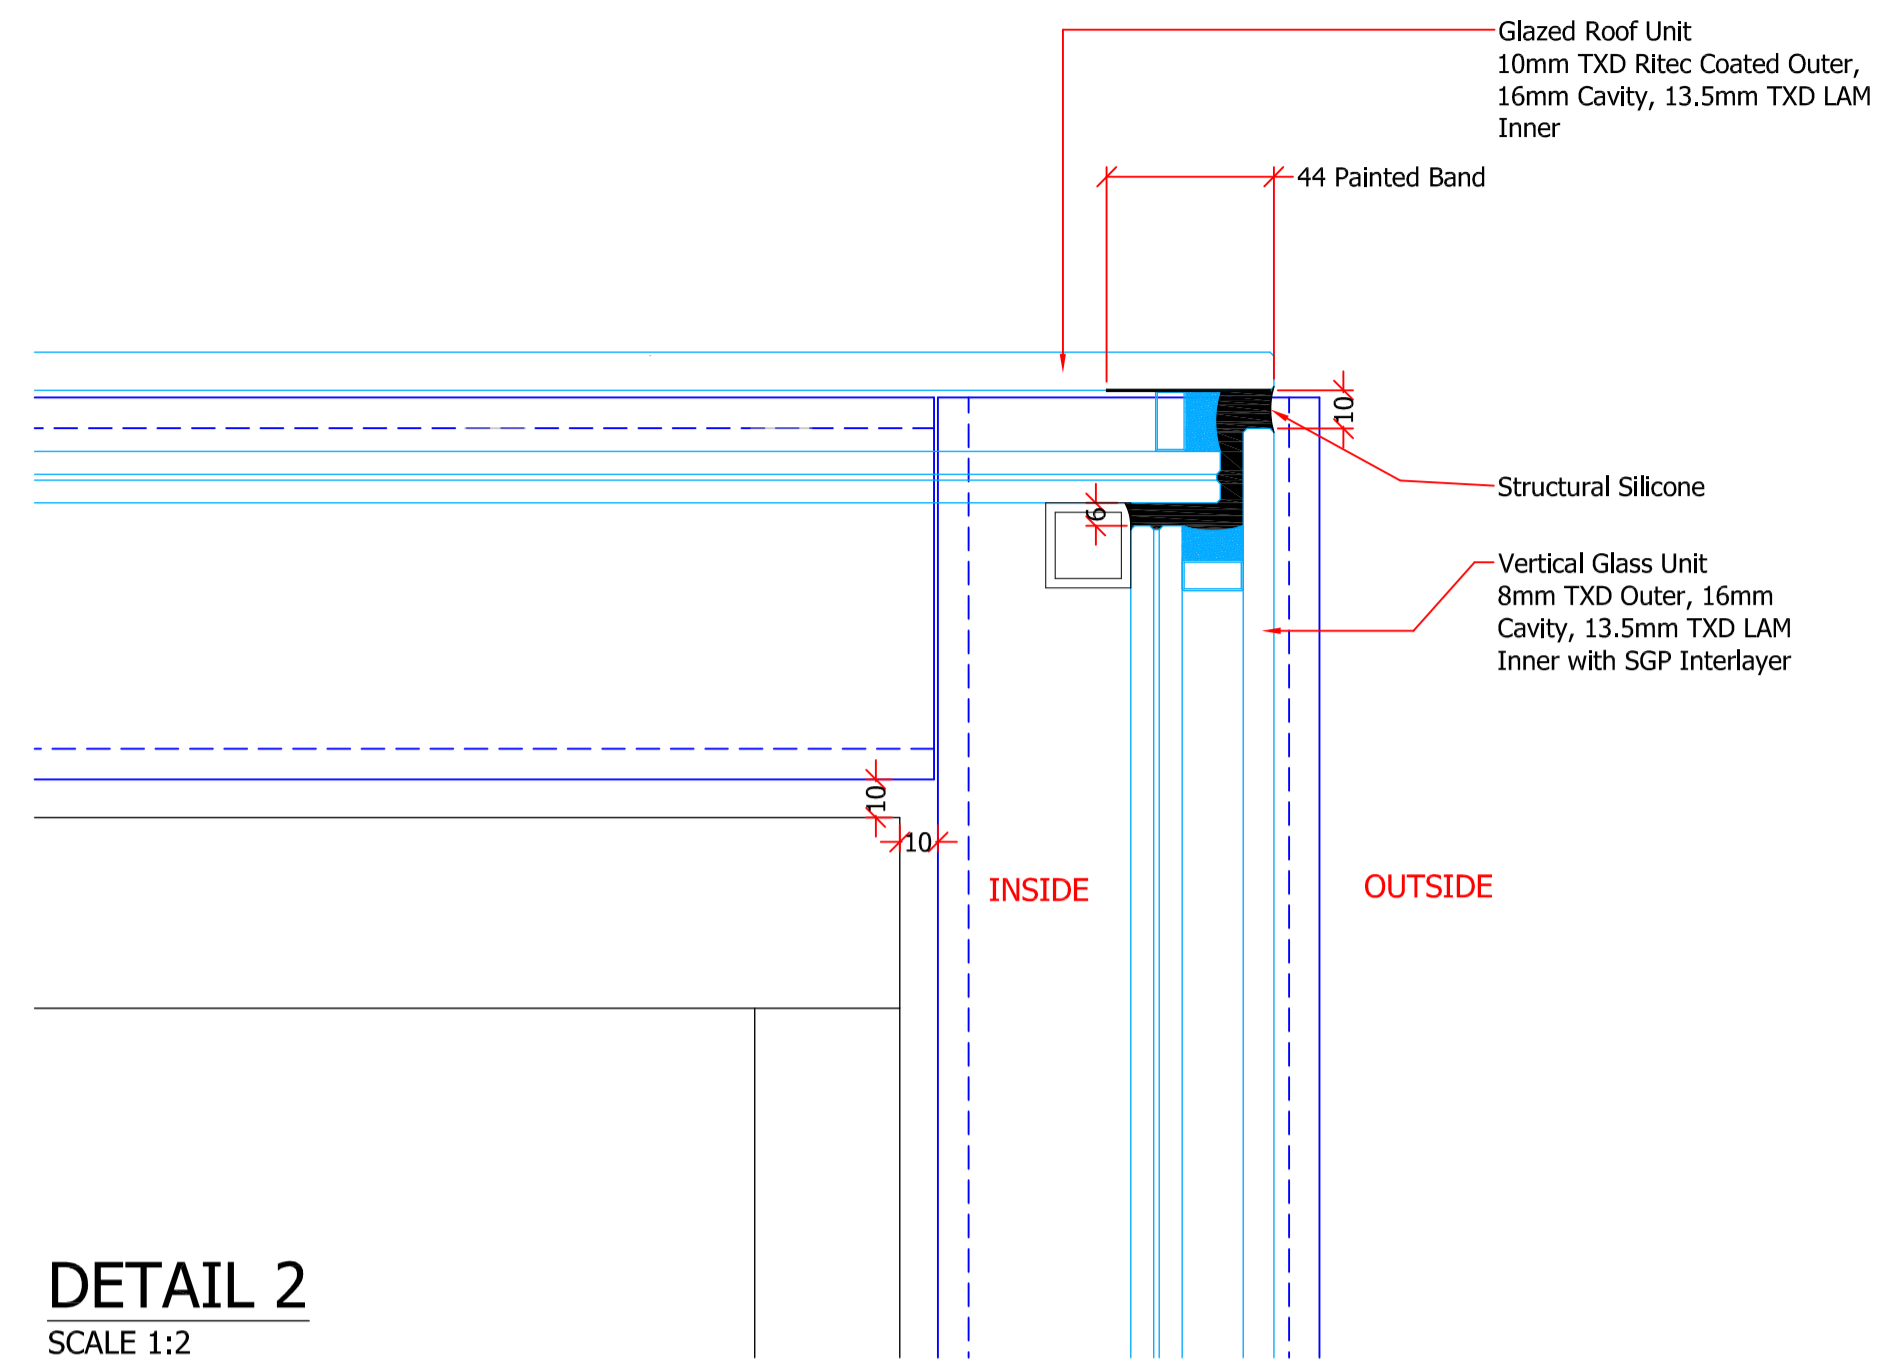 Glazed Roof Unit
10mm TXD Ritec Coated Outer,
16mm Cavity, 13.5mm TXD LAM
Inner
44 Painted Band
10
Structural Silicone
6
Vertical Glass Unit
8mm TXD Outer, 16mm
Cavity, 13.5mm TXD LAM
Inner with SGP Interlayer
10
10
INSIDE
OUTSIDE
DETAIL 2
SCALE 1:2